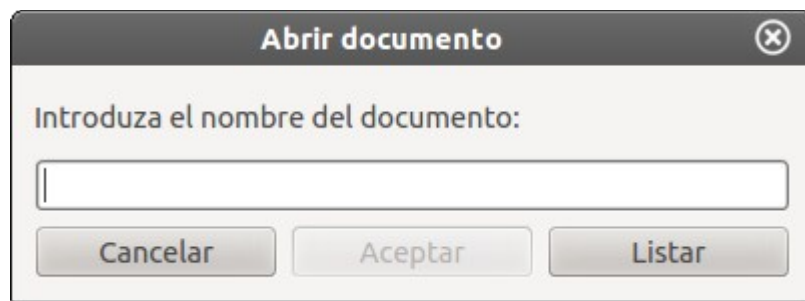 Abrir documento
Introduza el nombre del documento:
Cancelar Aceptar Listar